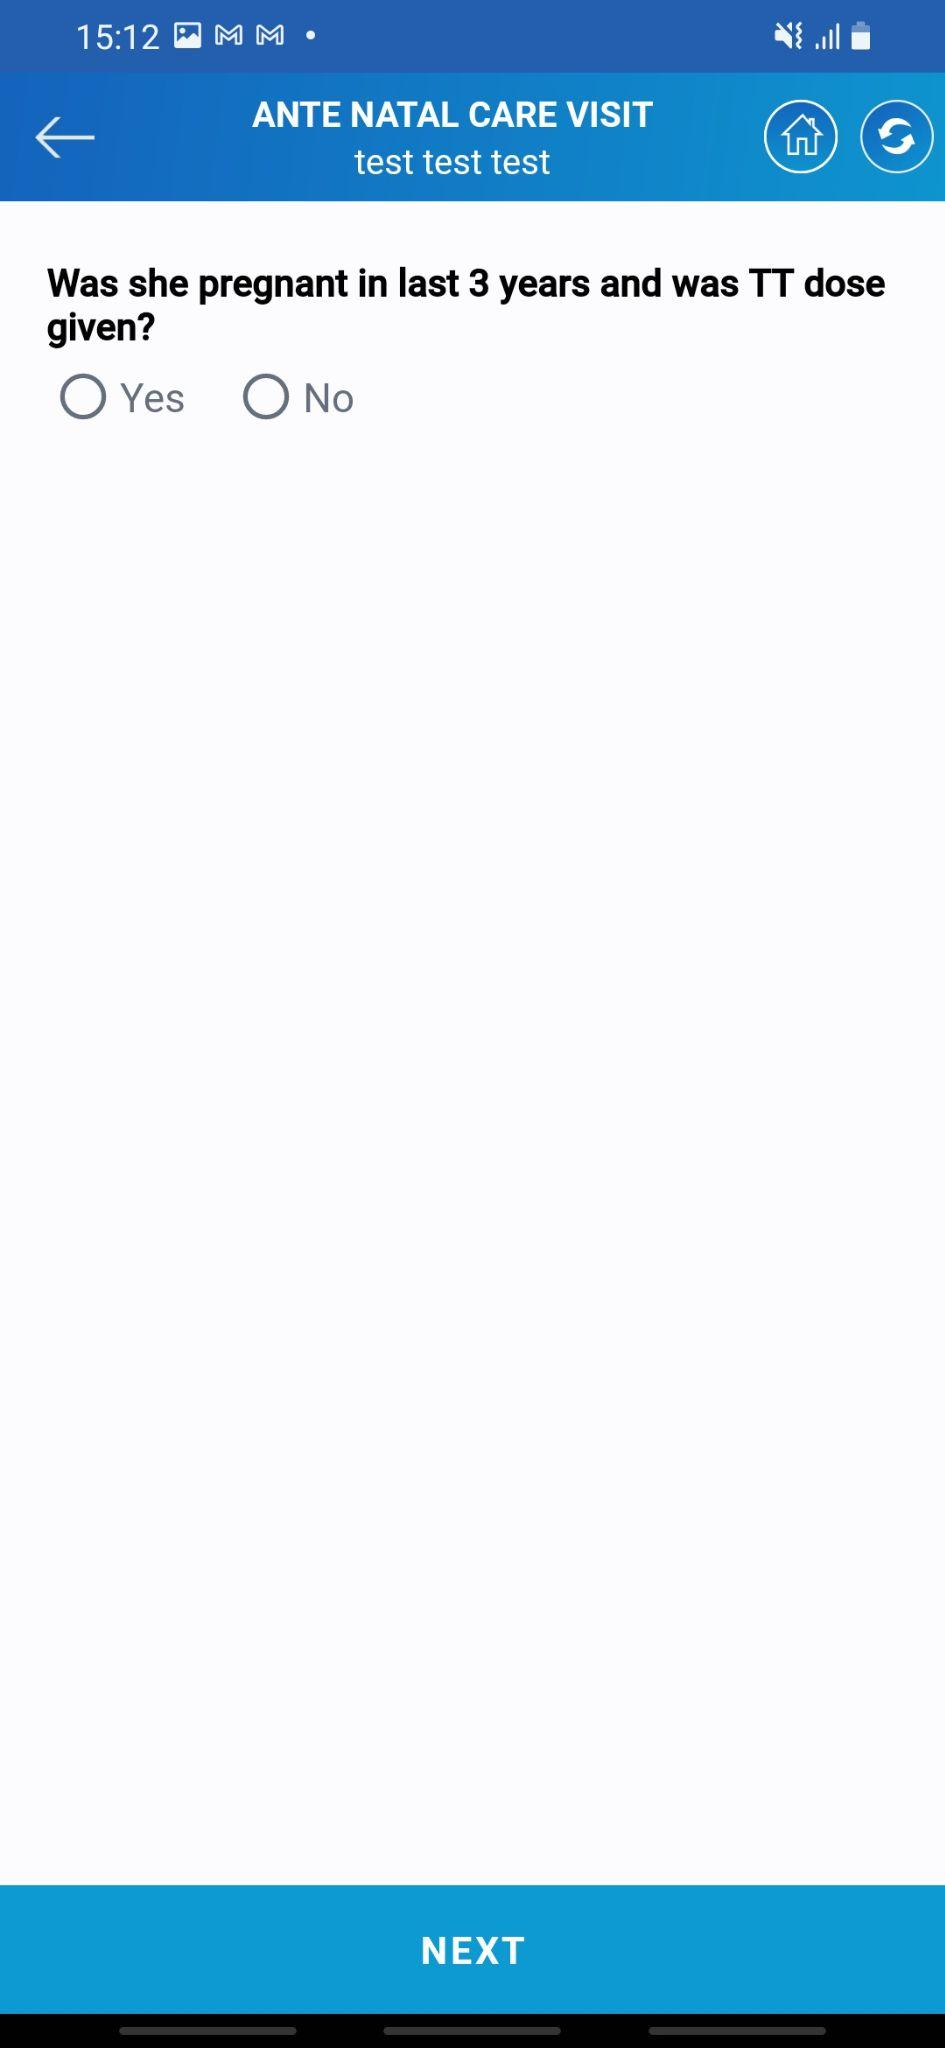 15:12
ANTE NATAL CARE VISIT
test test test
Was she pregnant in last 3 years and was TT dose
given?
Yes No
NEXT